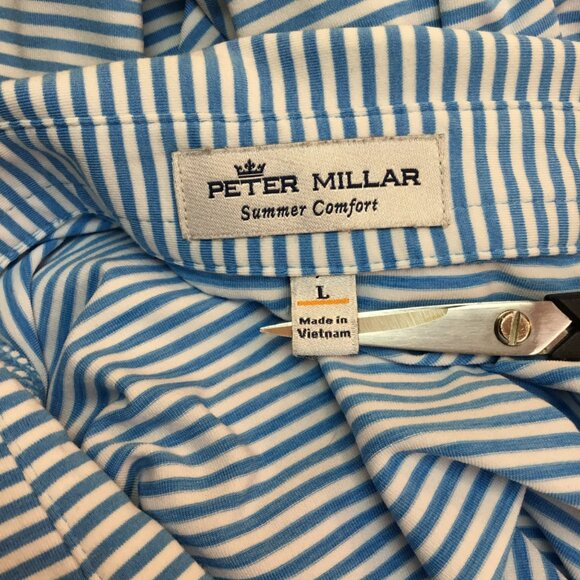 PETER MILLAR
Summer Comfort
L
Made in
Vietnam